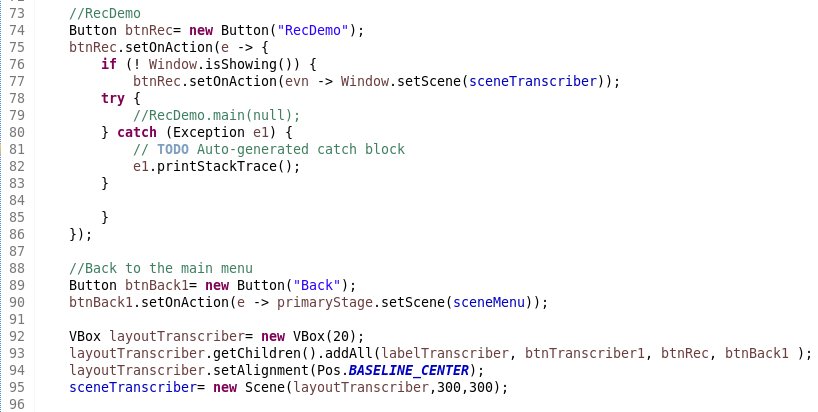 73 //RecDemo
74 Button btnRec= new Button("RecDemo");
75 btnRec.setOnAction(e -> {
76 if (! Window.isShowing()) {
77 btnRec.setOnAction(evn -> Window.setScene(sceneTranscriber));
78 try {
79 //RecDemo.main(null);
80 } catch (Exception e1) {
81 // TODO Auto-generated catch block
82 e1.printStackTrace();
83 }
84
85 }
86 });
87
88 //Back to the main menu
89 Button btnBack1= new Button("Back");
90 btnBack1.setOnAction(e -> primaryStage.setScene(sceneMenu));
91
92 VBox layoutTranscriber= new VBox(20);
93 layoutTranscriber.getChildren().addAll(labelTranscriber, btnTranscriber1, btnRec, btnBack1 );
94 layoutTranscriber.setAlignment(Pos.BASELINE_CENTER);
95 sceneTranscriber= new Scene(layoutTranscriber,300,300);
96